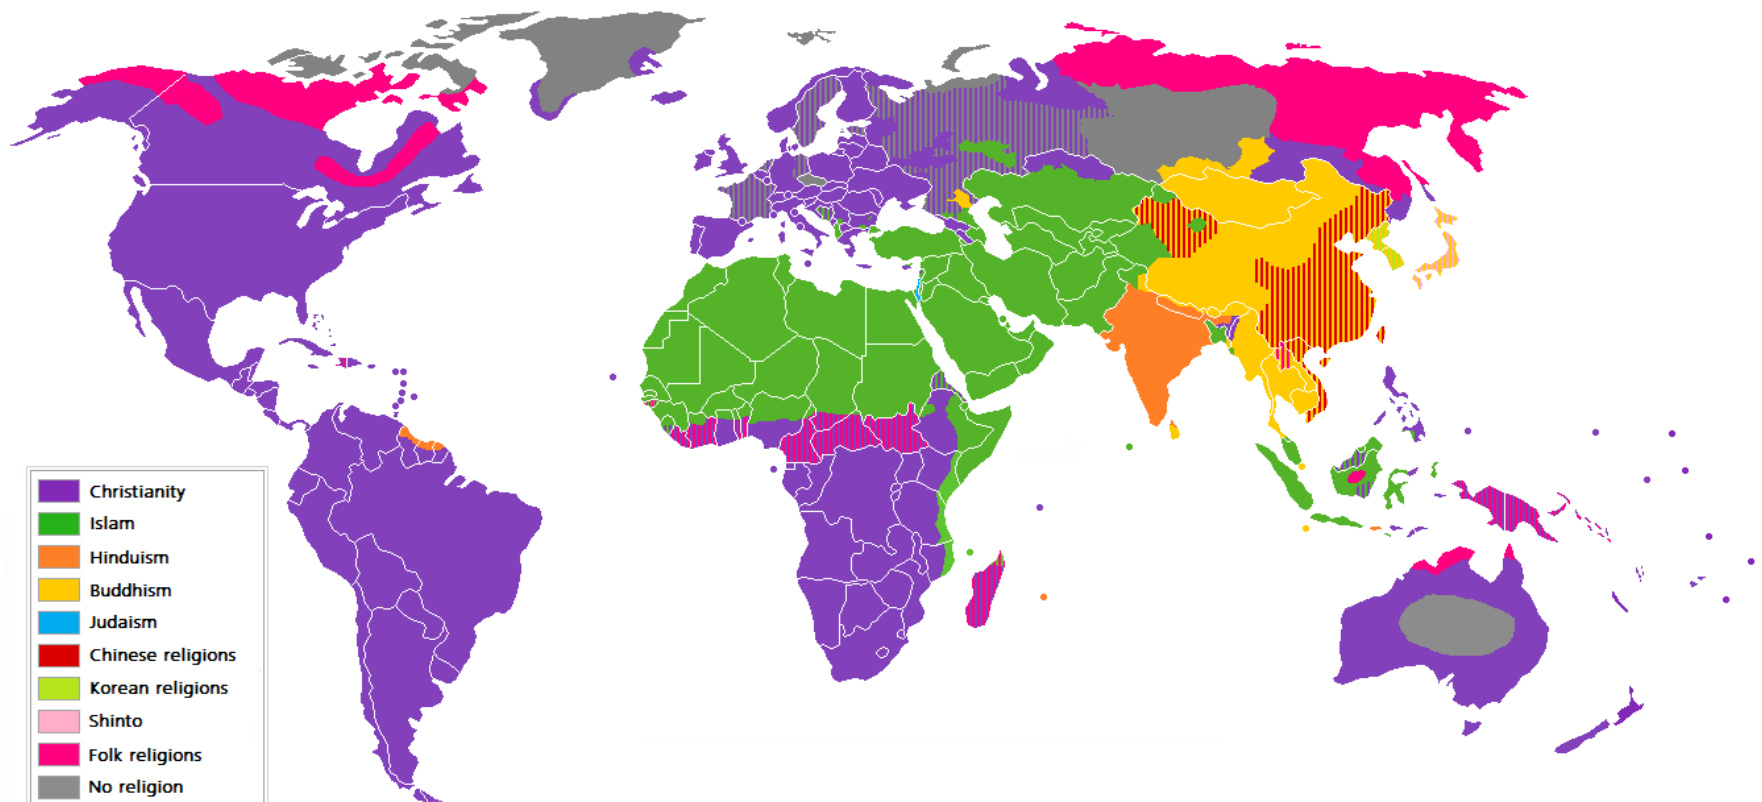 Christianity
Islam
Hinduism
Buddhism
Judaism
Chinese religions
Korean religions
Shinto
Folk religions
No religion